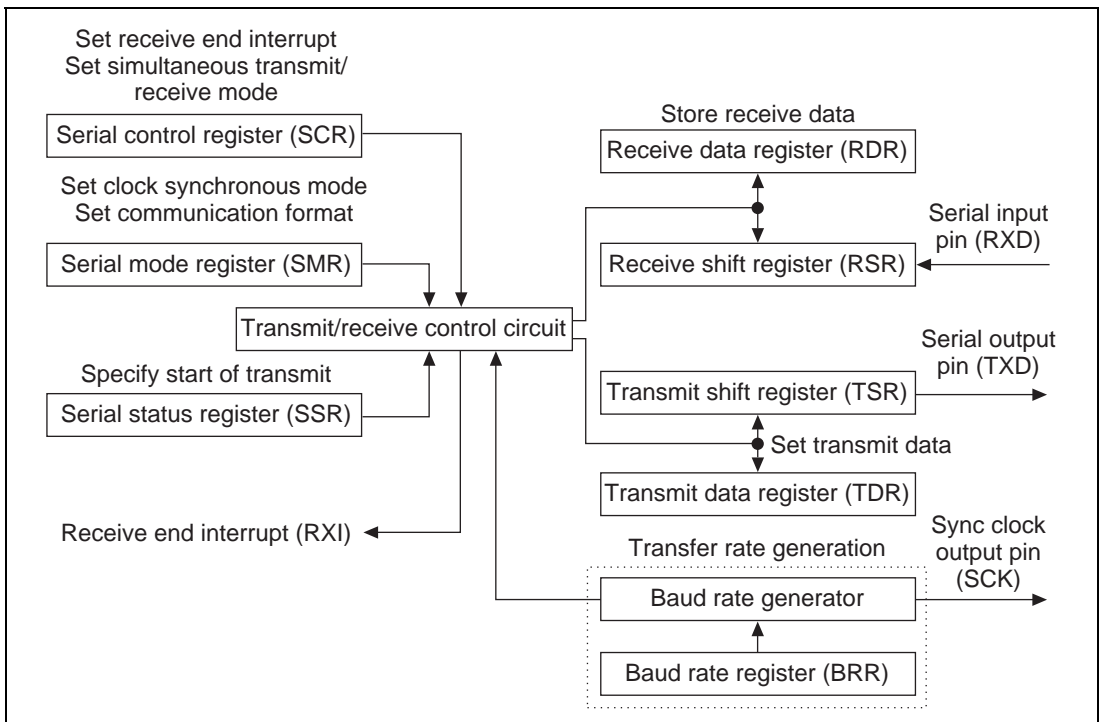 Set receive end interrupt
Set simultaneous transmit/
receive mode
Serial control register (SCR)
Set clock synchronous mode
Set communication format
Serial mode register (SMR)
Transmit/receive control circuit
Specify start of transmit
Serial status register (SSR)
Receive end interrupt (RXI)
Store receive data
Receive data register (RDR)
Serial input
pin (RXD)
Receive shift register (RSR)
Serial output
pin (TXD)
Transmit shift register (TSR)
Set transmit data
Transmit data register (TDR)
Transfer rate generation
Sync clock
output pin
(SCK)
Baud rate generator
Baud rate register (BRR)